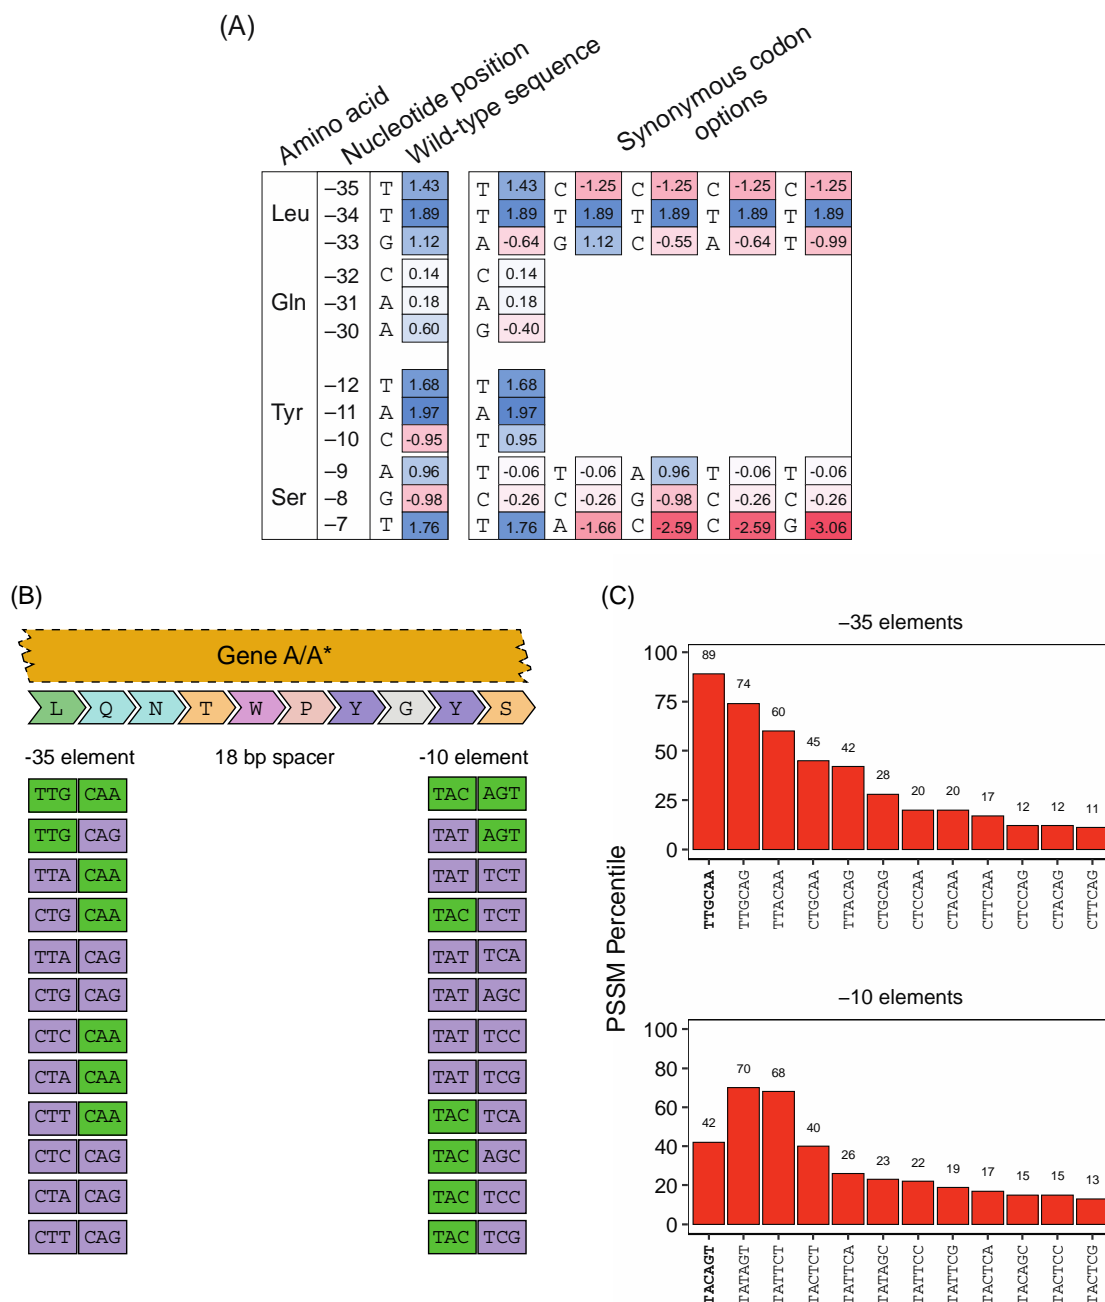 (A)
Amino acid
Nucleotide position
Wild-type sequence
Synonymous codon
options
Leu –35 T 1.43 T 1.43 C -1.25 C -1.25 C -1.25 C -1.25
–34 T 1.89 T 1.89 T 1.89 T 1.89 T 1.89 T 1.89
–33 G 1.12 A -0.64 G 1.12 C -0.55 A -0.64 T -0.99
Gln –32 C 0.14 C 0.14
–31 A 0.18 A 0.18
–30 A 0.60 G -0.40
Tyr –12 T 1.68 T 1.68
–11 A 1.97 A 1.97
–10 C -0.95 T 0.95
Ser –9 A 0.96 T -0.06 T -0.06 A 0.96 T -0.06 T -0.06
–8 G -0.98 C -0.26 C -0.26 G -0.98 C -0.26 C -0.26
–7 T 1.76 T 1.76 A -1.66 C -2.59 C -2.59 G -3.06
(B)
Gene A/A*
L Q N T W P Y G Y S
-35 element 18 bp spacer -10 element
TTG CAA TAC AGT
TTG CAG TAT AGT
TTA CAA TAT TCT
CTG CAA TAC TCT
TTA CAG TAT TCA
CTG CAG TAT AGC
CTC CAA TAT TCC
CTA CAA TAT TCG
CTT CAA TAC TCA
CTC CAG TAC AGC
CTA CAG TAC TCC
CTT CAG TAC TCG
(C)
PSSM Percentile
–35 elements
100
75
50
25
0
89 74 60 45 42 28 20 20 17 12 12 11
TTGCAA TTGCAG TTACAA CTGCAA TTACAG CTGCAG CTCCAA CTACAA CTTCAA CTCCAG CTACAG CTTCAG
–10 elements
100
80
60
40
20
0
42 70 68 40 26 23 22 19 17 15 15 13
TACAGT TATAGT TATTCT TACTCT TATTCA TATAGC TATTCC TATTCG TACTCA TACAGC TACTCC TACTCG